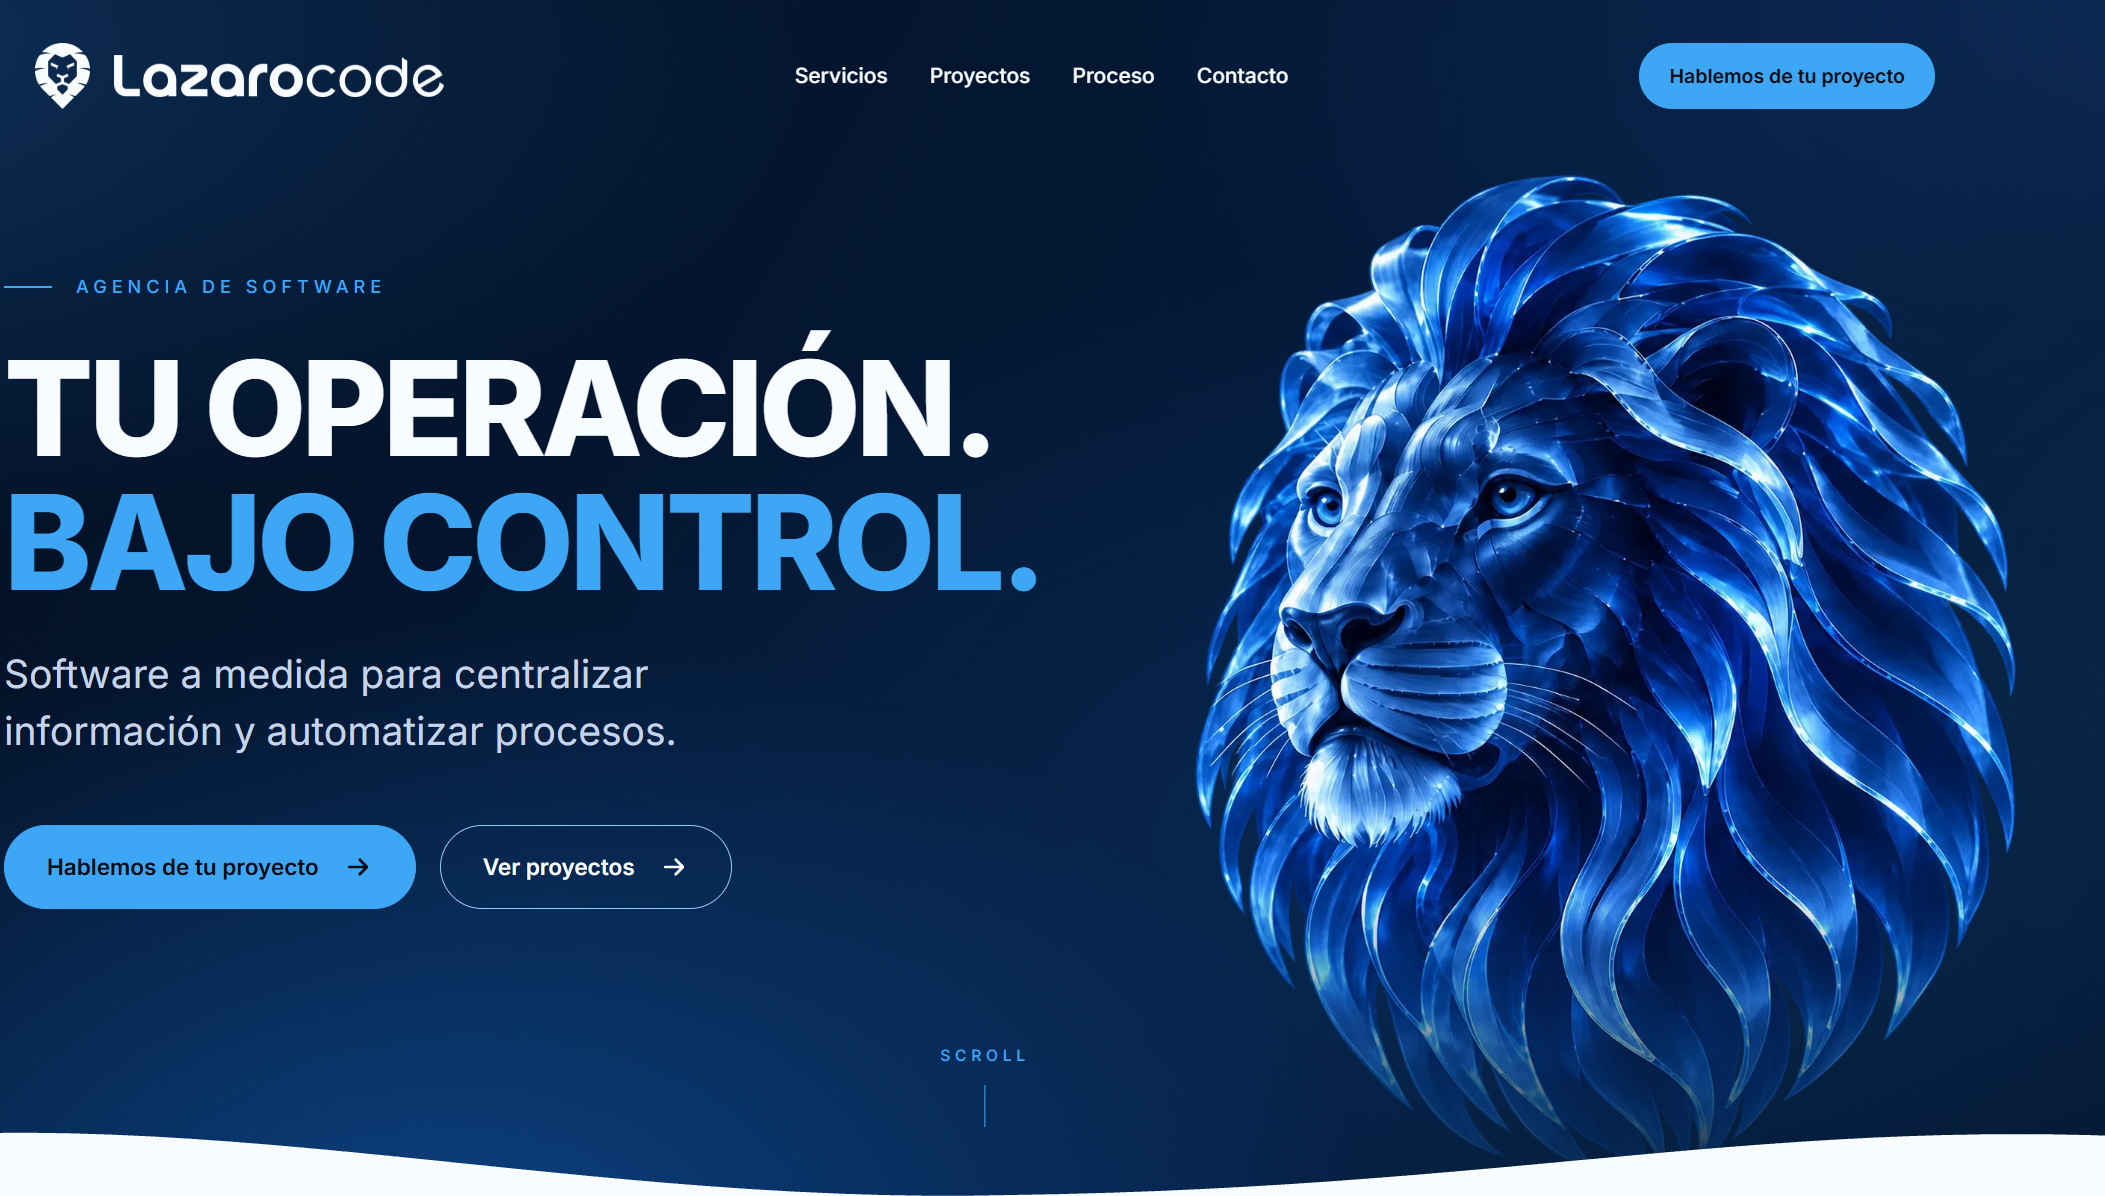 Lazarocode
Servicios Proyectos Proceso Contacto
Hablemos de tu proyecto
AGENCIA DE SOFTWARE
TU OPERACIÓN.
BAJO CONTROL.
Software a medida para centralizar
información y automatizar procesos.
Hablemos de tu proyecto → Ver proyectos →
SCROLL